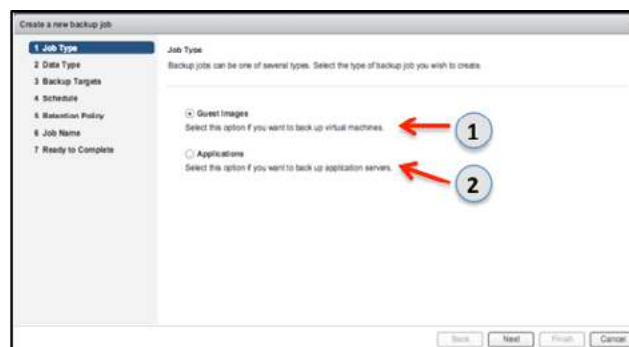 Create a new backup job
1 Job Type
2 Data Type
3 Backup Targets
4 Schedule
5 Retention Policy
6 Job Name
7 Ready to Complete
Job Type
Backup jobs can be one of several types. Select the type of backup job you wish to create.
Guest Images
Select this option if you want to back up virtual machines.
1
Applications
Select this option if you want to back up application servers.
2
Back
Next
Finish
Cancel